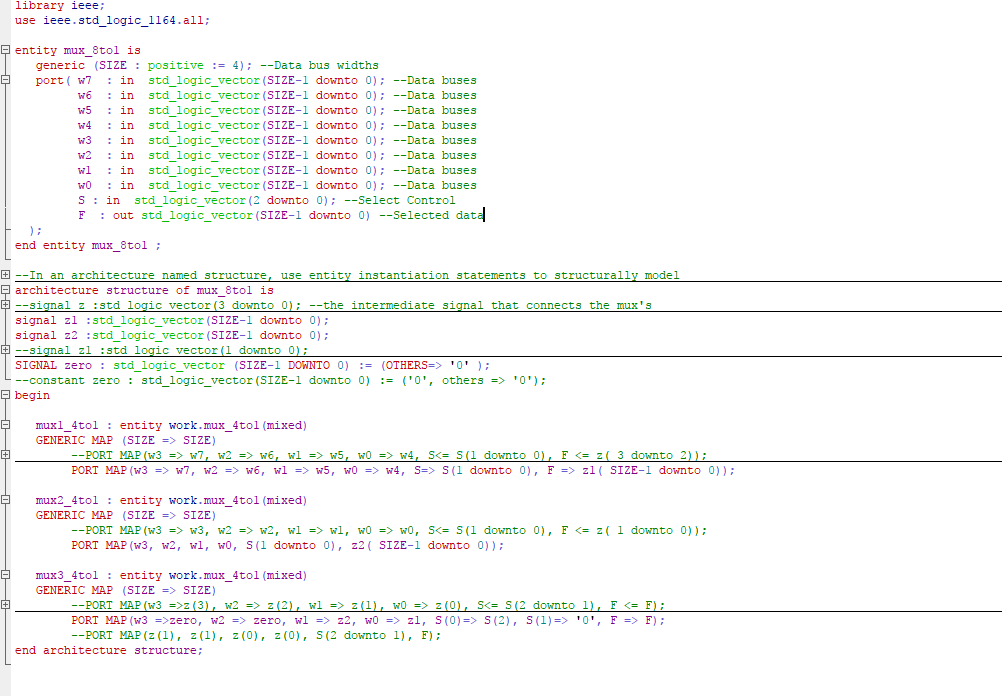 library ieee;
use ieee.std_logic_1164.all;
entity mux_8to1 is
generic (SIZE : positive := 4); --Data bus widths
port( w7 : in std_logic_vector(SIZE-1 downto 0); --Data buses
w6 : in std_logic_vector(SIZE-1 downto 0); --Data buses
w5 : in std_logic_vector(SIZE-1 downto 0); --Data buses
w4 : in std_logic_vector(SIZE-1 downto 0); --Data buses
w3 : in std_logic_vector(SIZE-1 downto 0); --Data buses
w2 : in std_logic_vector(SIZE-1 downto 0); --Data buses
w1 : in std_logic_vector(SIZE-1 downto 0); --Data buses
w0 : in std_logic_vector(SIZE-1 downto 0); --Data buses
S : in std_logic_vector(2 downto 0); --Select Control
F : out std_logic_vector(SIZE-1 downto 0) --Selected data
);
end entity mux_8to1 ;
--In an architecture named structure, use entity instantiation statements to structurally model
architecture structure of mux_8to1 is
--signal z :std_logic_vector(3 downto 0); --the intermediate signal that connects the mux's
signal z1 :std_logic_vector(SIZE-1 downto 0);
signal z2 :std_logic_vector(SIZE-1 downto 0);
--signal z1 :std_logic_vector(1 downto 0);
SIGNAL zero : std_logic_vector (SIZE-1 DOWNTO 0) := (OTHERS=> '0' );
--constant zero : std_logic_vector(SIZE-1 downto 0) := ('0', others => '0');
begin
mux1_4to1 : entity work.mux_4to1(mixed)
GENERIC MAP (SIZE => SIZE)
--PORT MAP(w3 => w7, w2 => w6, w1 => w5, w0 => w4, S<= S(1 downto 0), F <= z( 3 downto 2));
PORT MAP(w3 => w7, w2 => w6, w1 => w5, w0 => w4, S=> S(1 downto 0), F => z1( SIZE-1 downto 0));
mux2_4to1 : entity work.mux_4to1(mixed)
GENERIC MAP (SIZE => SIZE)
--PORT MAP(w3 => w3, w2 => w2, w1 => w1, w0 => w0, S<= S(1 downto 0), F <= z( 1 downto 0));
PORT MAP(w3, w2, w1, w0, S(1 downto 0), z2( SIZE-1 downto 0));
mux3_4to1 : entity work.mux_4to1(mixed)
GENERIC MAP (SIZE => SIZE)
--PORT MAP(w3 =>z(3), w2 => z(2), w1 => z(1), w0 => z(0), S<= S(2 downto 1), F <= F);
PORT MAP(w3 =>zero, w2 => zero, w1 => z2, w0 => z1, S(0)=> S(2), S(1)=> '0', F => F);
--PORT MAP(z(1), z(1), z(0), z(0), S(2 downto 1), F);
end architecture structure;